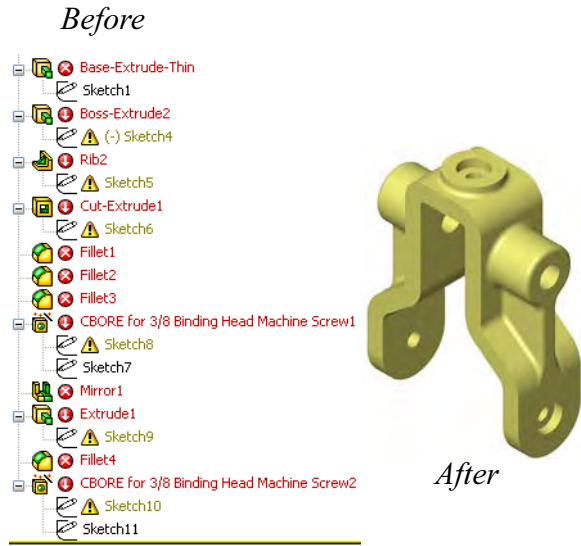 Before
Base-Extrude-Thin
Sketch1
Boss-Extrude2
(-) Sketch4
Rib2
Sketch5
Cut-Extrude1
Sketch6
Fillet1
Fillet2
Fillet3
CBORE for 3/8 Binding Head Machine Screw1
Sketch8
Sketch7
Mirror1
Extrude1
Sketch9
Fillet4
CBORE for 3/8 Binding Head Machine Screw2
Sketch10
Sketch11
After